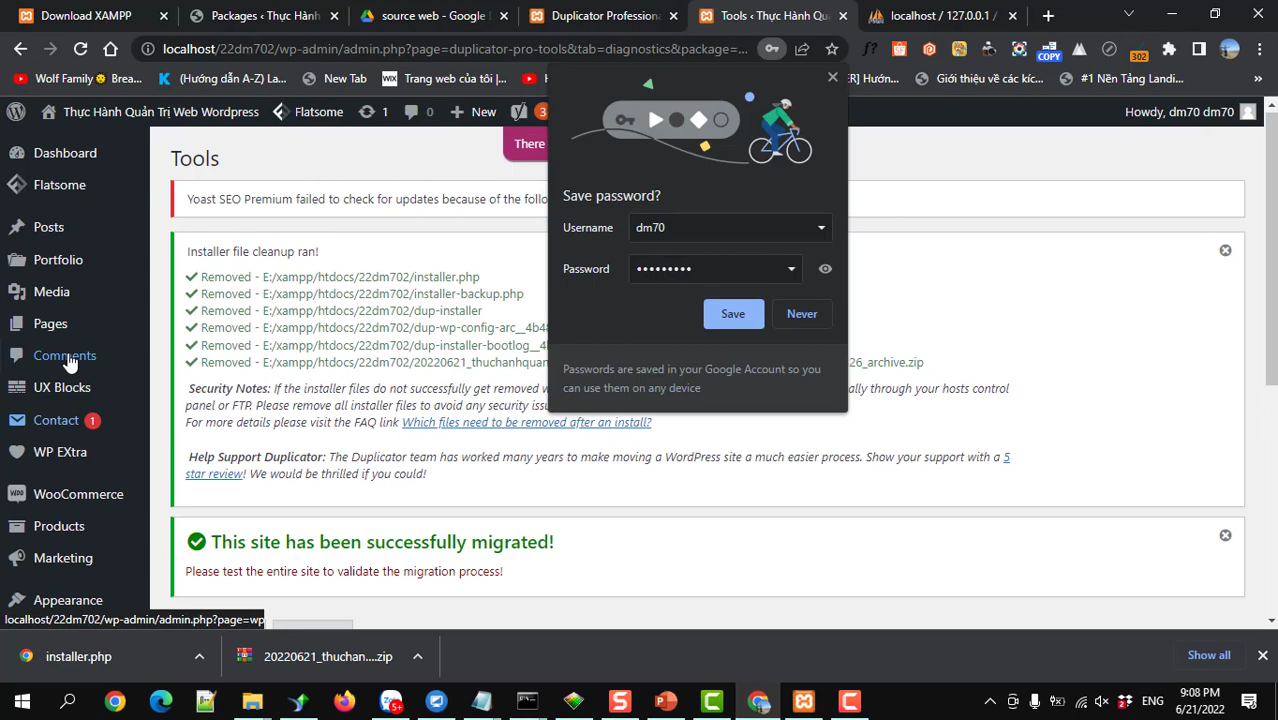 Download XAMPP
Packages ‹ Thực Hành
source web - Google
Duplicator Professiona
Tools ‹ Thực Hành Qu
localhost / 127.0.0.1 /
localhost/22dm702/wp-admin/admin.php?page=duplicator-pro-tools&tab=diagnostics&package=...
f?
COPY
302
Wolf Family Brea...
(Hướng dẫn A-Z) La...
New Tab
WIX
Trang web của tôi |...
H
] Hướn...
Giới thiệu về các kíc...
#1 Nền Tảng Landi...
Thực Hành Quản Trị Web Wordpress
Flatsome
1
0
New
3
Howdy, dm70 dm70
Dashboard
Flatsome
Posts
Portfolio
Media
Pages
Comments
UX Blocks
Contact 1
WP EXtra
WooCommerce
Products
Marketing
Appearance
There
Tools
Yoast SEO Premium failed to check for updates because of the follo
Installer file cleanup ran!
Removed - E:/xampp/htdocs/22dm702/installer.php
Removed - E:/xampp/htdocs/22dm702/installer-backup.php
Removed - E:/xampp/htdocs/22dm702/dup-installer
Removed - E:/xampp/htdocs/22dm702/dup-wp-config-arc__4b48
Removed - E:/xampp/htdocs/22dm702/dup-installer-bootlog__4b
Removed - E:/xampp/htdocs/22dm702/20220621_thuchanhquan 26_archive.zip
Security Notes: If the installer files do not successfully get removed w ally through your hosts control
panel or FTP. Please remove all installer files to avoid any security issu
For more details please visit the FAQ link Which files need to be removed after an install?
Help Support Duplicator: The Duplicator team has worked many years to make moving a WordPress site a much easier process. Show your support with a 5
star review! We would be thrilled if you could!
This site has been successfully migrated!
Please test the entire site to validate the migration process!
Save password?
Username dm70
Password •••••••••
Save
Never
Passwords are saved in your Google Account so you
can use them on any device
localhost/22dm702/wp-admin/admin.php?page=wp
installer.php
20220621_thuchan....zip
Show all
5+
ENG
9:08 PM
6/21/2022